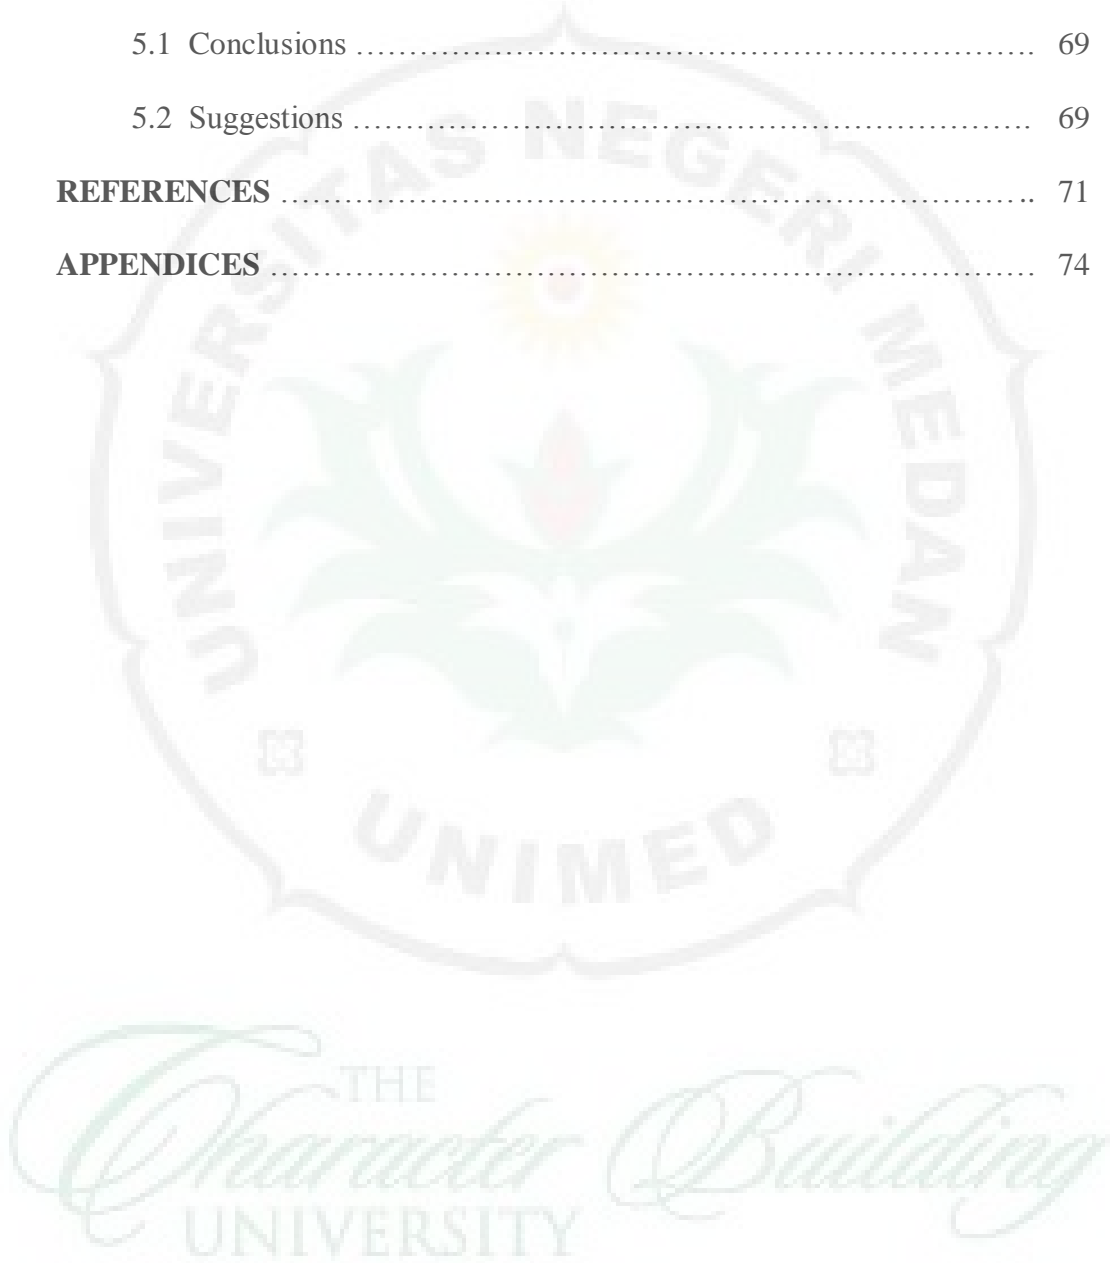 5.1 Conclusions ……………………………………………………… 69
5.2 Suggestions ……………………………………………………… 69
REFERENCES …………………………………………………………….. 71
APPENDICES ……………………………………………………………… 74
UNIVERSITAS NEGERI MEDAN
UNIMED
THE
Character Building
UNIVERSITY